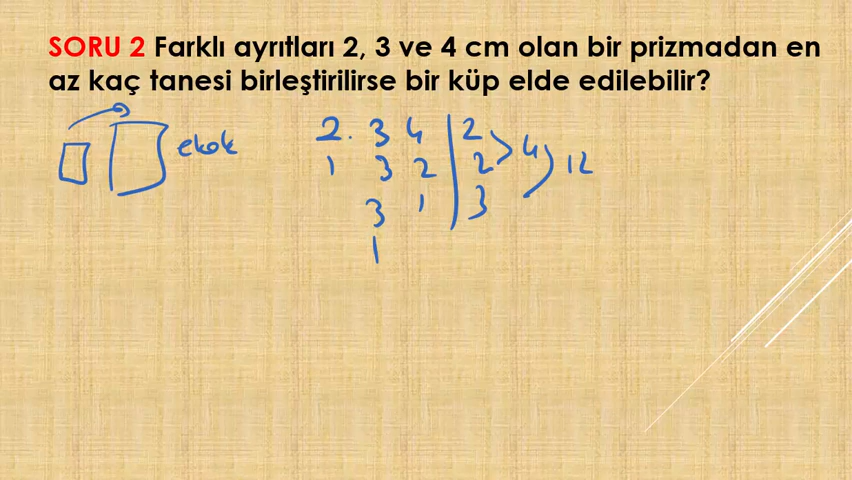 SORU 2 Farklı ayrıtları 2, 3 ve 4 cm olan bir prizmadan en
az kaç tanesi birleştirilirse bir küp elde edilebilir?
ekok
2. 3 4 | 2
1 3 2 | 2 > 4 ) 12
3 1 | 3
1